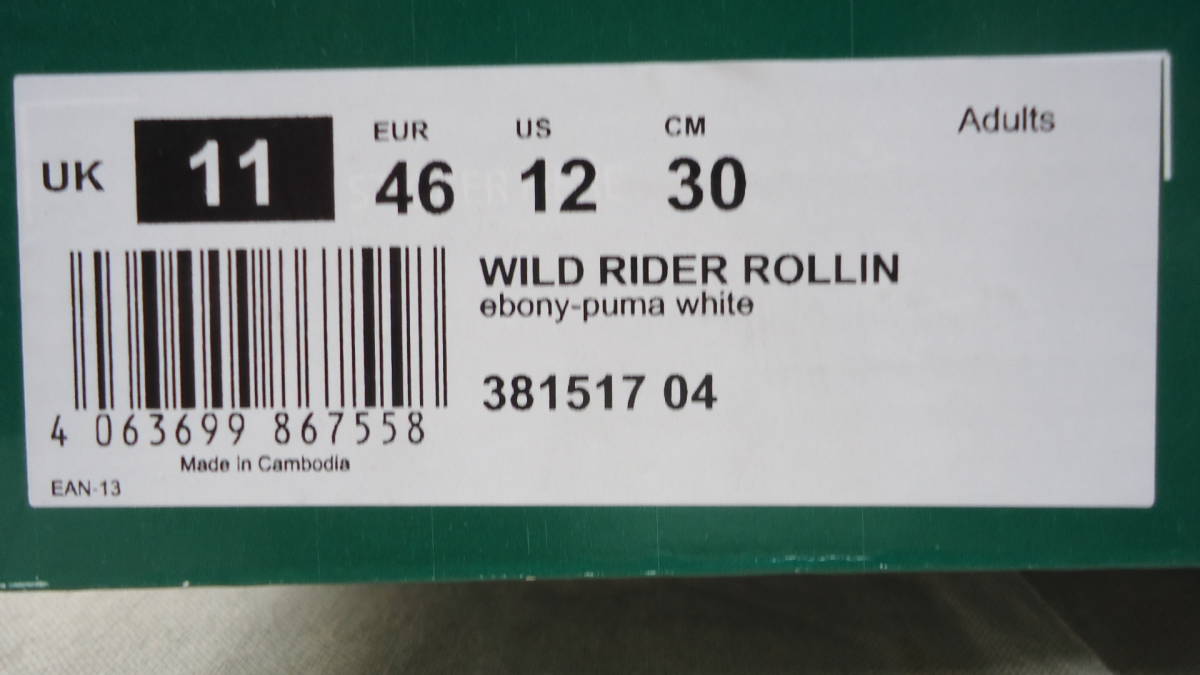 Adults
EUR US CM
UK 11 46 12 30
WILD RIDER ROLLIN
ebony-puma white
381517 04
4 063699 867558
Made in Cambodia
EAN-13